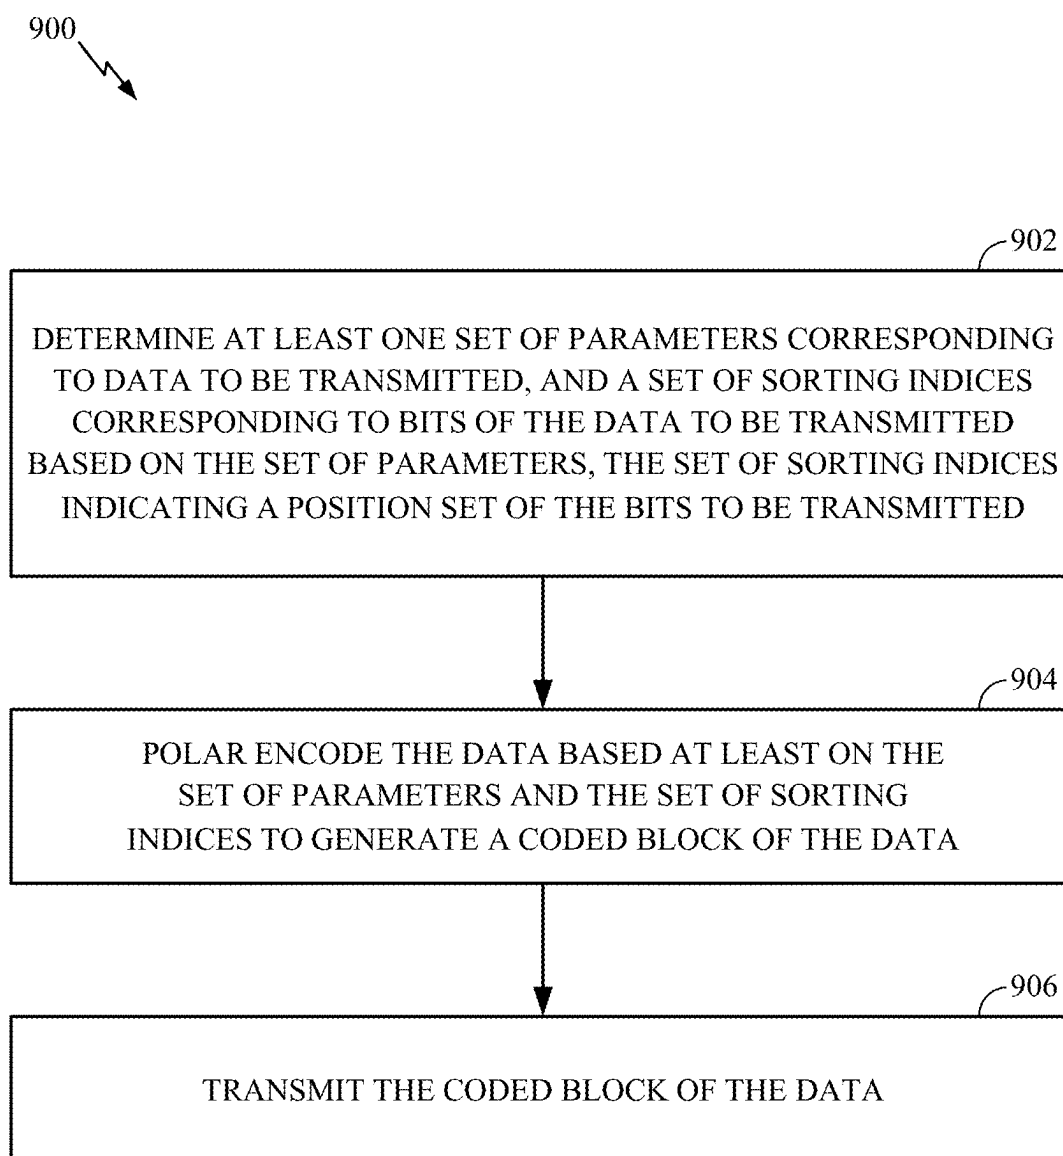 900
902
DETERMINE AT LEAST ONE SET OF PARAMETERS CORRESPONDING
TO DATA TO BE TRANSMITTED, AND A SET OF SORTING INDICES
CORRESPONDING TO BITS OF THE DATA TO BE TRANSMITTED
BASED ON THE SET OF PARAMETERS, THE SET OF SORTING INDICES
INDICATING A POSITION SET OF THE BITS TO BE TRANSMITTED
904
POLAR ENCODE THE DATA BASED AT LEAST ON THE
SET OF PARAMETERS AND THE SET OF SORTING
INDICES TO GENERATE A CODED BLOCK OF THE DATA
906
TRANSMIT THE CODED BLOCK OF THE DATA